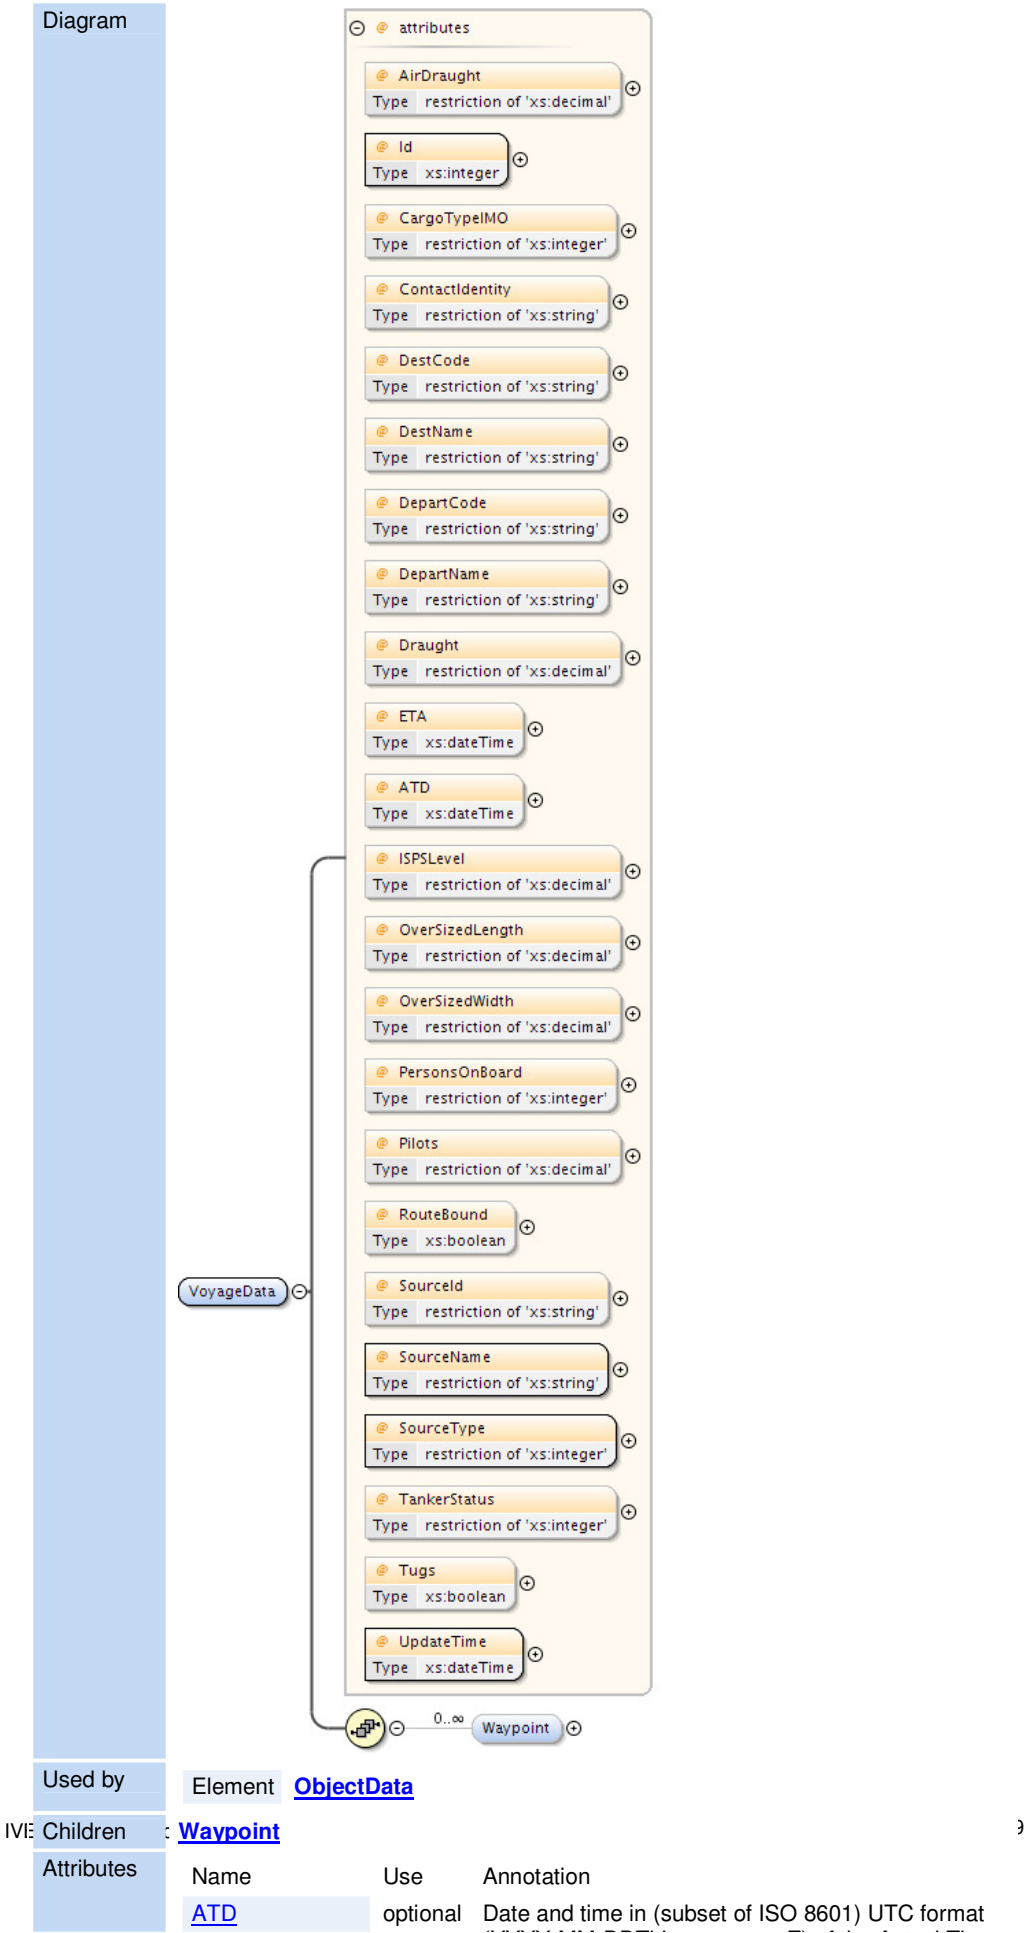 Diagram
attributes
@ AirDraught
Type restriction of 'xs:decimal'
@ Id
Type xs:integer
@ CargoTypeIMO
Type restriction of 'xs:integer'
@ ContactIdentity
Type restriction of 'xs:string'
@ DestCode
Type restriction of 'xs:string'
@ DestName
Type restriction of 'xs:string'
@ DepartCode
Type restriction of 'xs:string'
@ DepartName
Type restriction of 'xs:string'
@ Draught
Type restriction of 'xs:decimal'
@ ETA
Type xs:dateTime
@ ATD
Type xs:dateTime
@ ISPSLevel
Type restriction of 'xs:decimal'
@ OverSizedLength
Type restriction of 'xs:decimal'
@ OverSizedWidth
Type restriction of 'xs:decimal'
@ PersonsOnBoard
Type restriction of 'xs:integer'
@ Pilots
Type restriction of 'xs:decimal'
@ RouteBound
Type xs:boolean
VoyageData
@ SourceId
Type restriction of 'xs:string'
@ SourceName
Type restriction of 'xs:string'
@ SourceType
Type restriction of 'xs:integer'
@ TankerStatus
Type restriction of 'xs:integer'
@ Tugs
Type xs:boolean
@ UpdateTime
Type xs:dateTime
0..∞ Waypoint
Used by Element ObjectData
Children Waypoint
Attributes Name Use Annotation
ATD optional Date and time in (subset of ISO 8601) UTC format